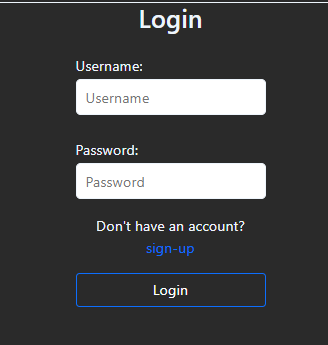 Login
Username:
Username
Password:
Password
Don't have an account?
sign-up
Login